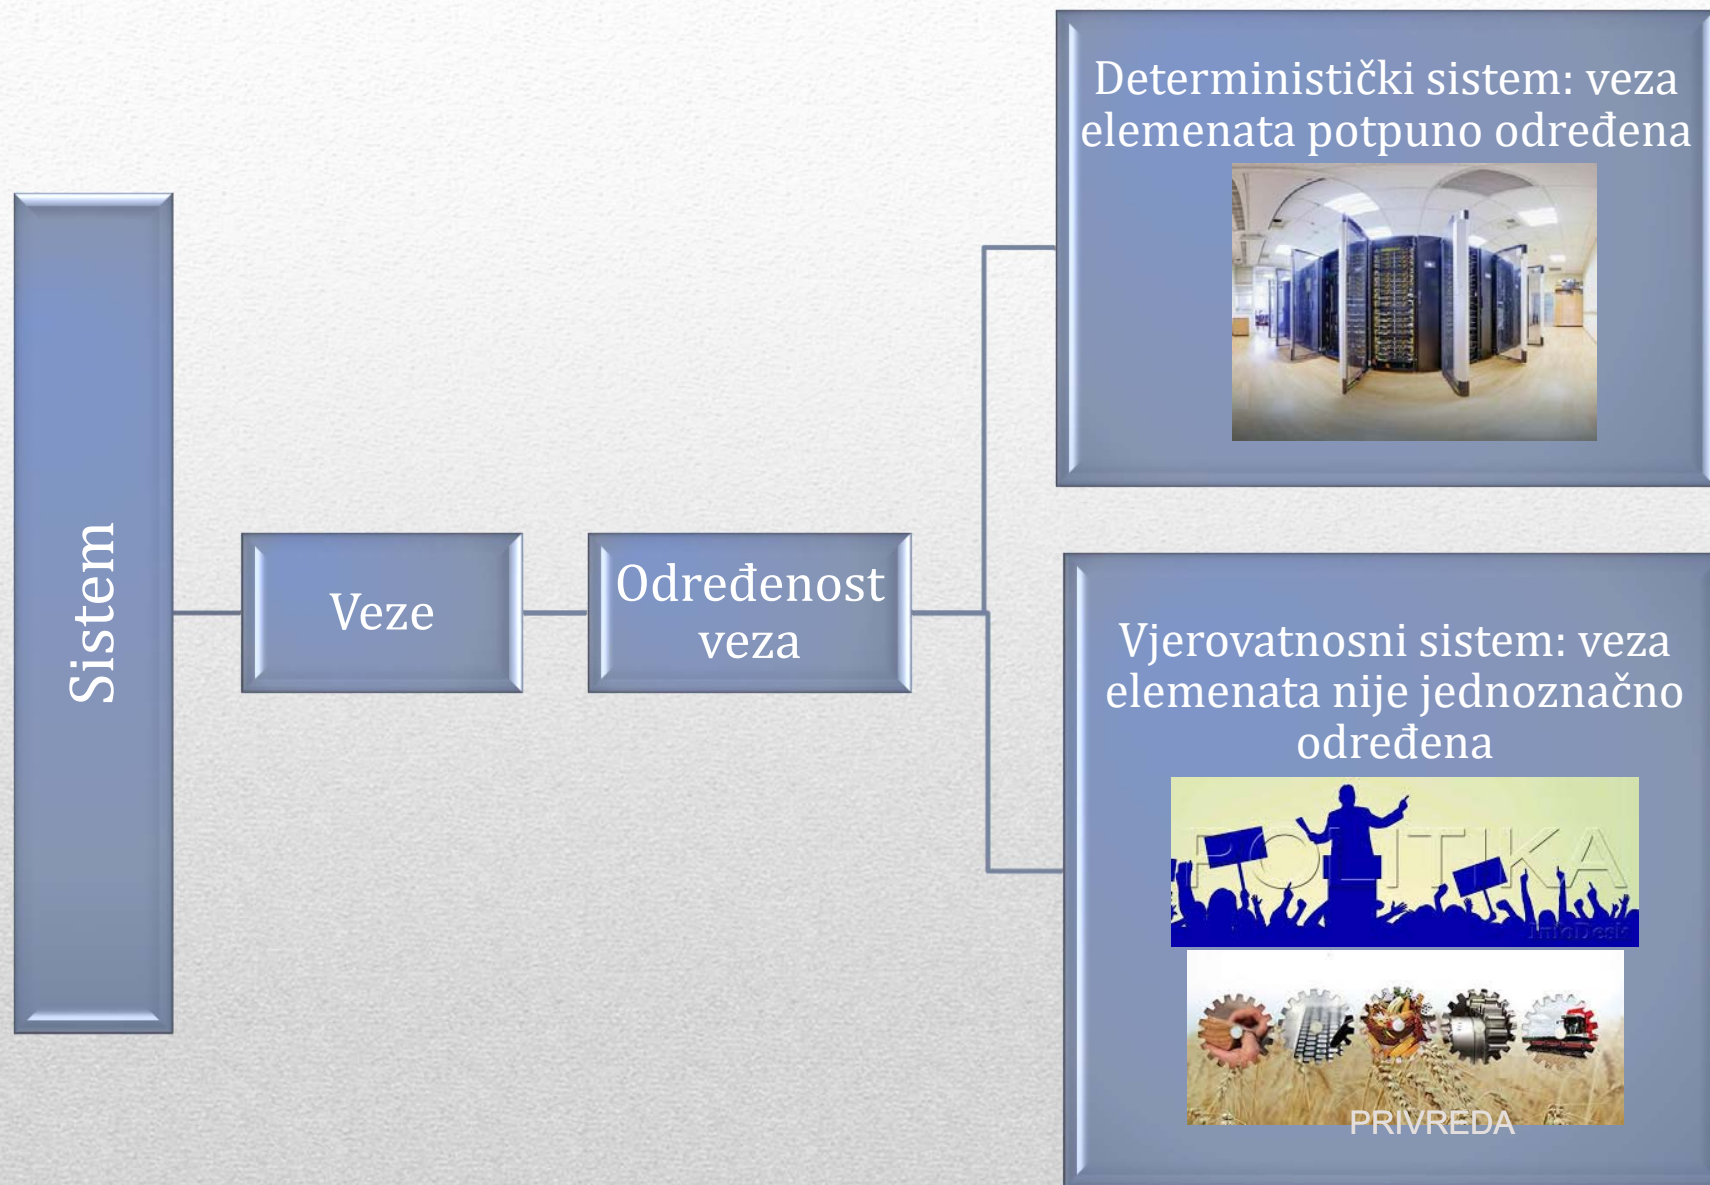 Sistem
Veze
Određenost
veza
Deterministički sistem: veza
elemenata potpuno određena
Vjerovatnosni sistem: veza
elemenata nije jednoznačno
određena
POLITIKA
InfoDesk
PRIVREDA